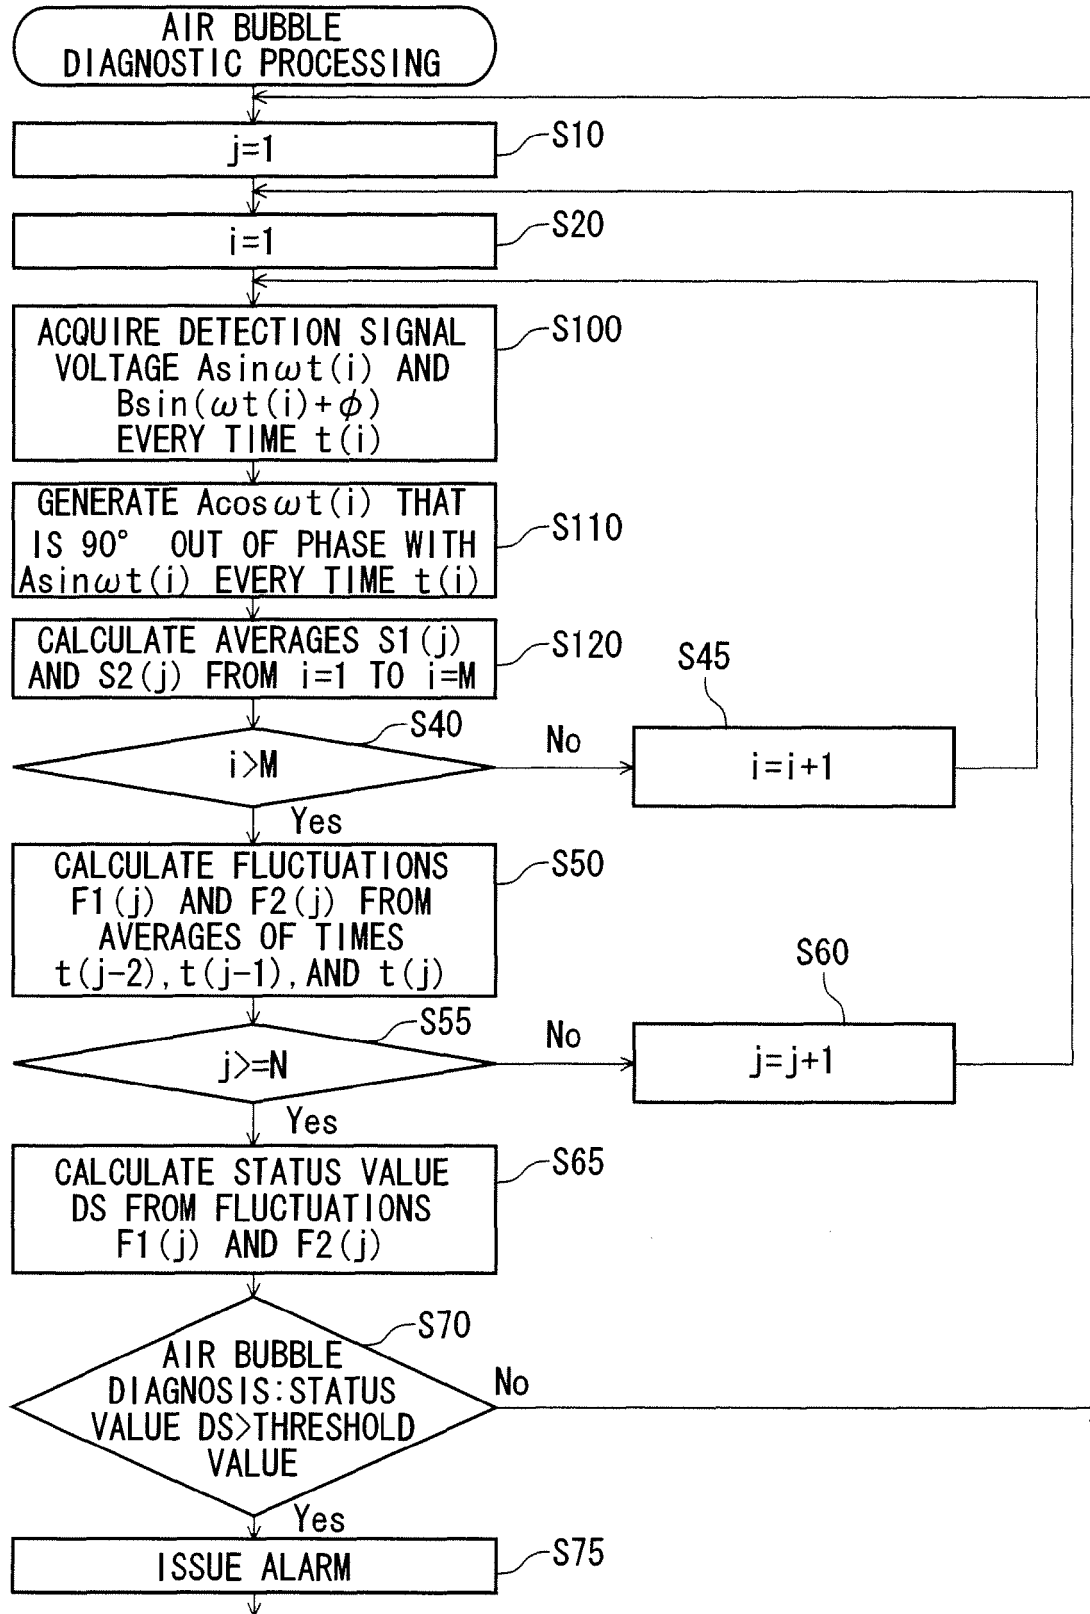 AIR BUBBLE
DIAGNOSTIC PROCESSING
j=1
S10
i=1
S20
ACQUIRE DETECTION SIGNAL
VOLTAGE Asinωt(i) AND
Bsin(ωt(i)+φ)
EVERY TIME t(i)
S100
GENERATE Acosωt(i) THAT
IS 90° OUT OF PHASE WITH
Asinωt(i) EVERY TIME t(i)
S110
CALCULATE AVERAGES S1(j)
AND S2(j) FROM i=1 TO i=M
S120
i>M
S40
No
S45
i=i+1
Yes
CALCULATE FLUCTUATIONS
F1(j) AND F2(j) FROM
AVERAGES OF TIMES
t(j-2),t(j-1),AND t(j)
S50
j>=N
S55
No
S60
j=j+1
Yes
CALCULATE STATUS VALUE
DS FROM FLUCTUATIONS
F1(j) AND F2(j)
S65
AIR BUBBLE
DIAGNOSIS:STATUS
VALUE DS>THRESHOLD
VALUE
S70
No
Yes
ISSUE ALARM
S75